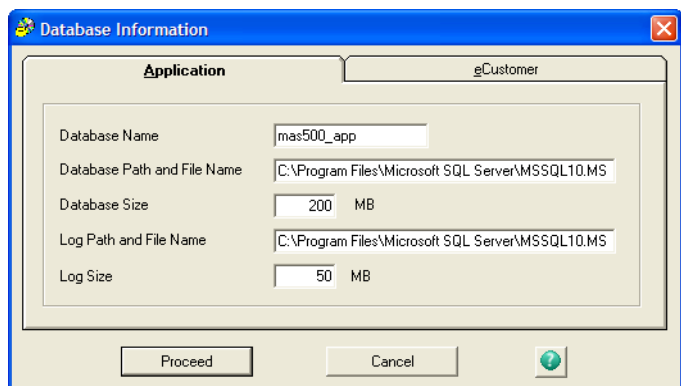 Database Information
Application
eCustomer
Database Name mas500_app
Database Path and File Name C:\Program Files\Microsoft SQL Server\MSSQL10.MS
Database Size 200 MB
Log Path and File Name C:\Program Files\Microsoft SQL Server\MSSQL10.MS
Log Size 50 MB
Proceed Cancel ?